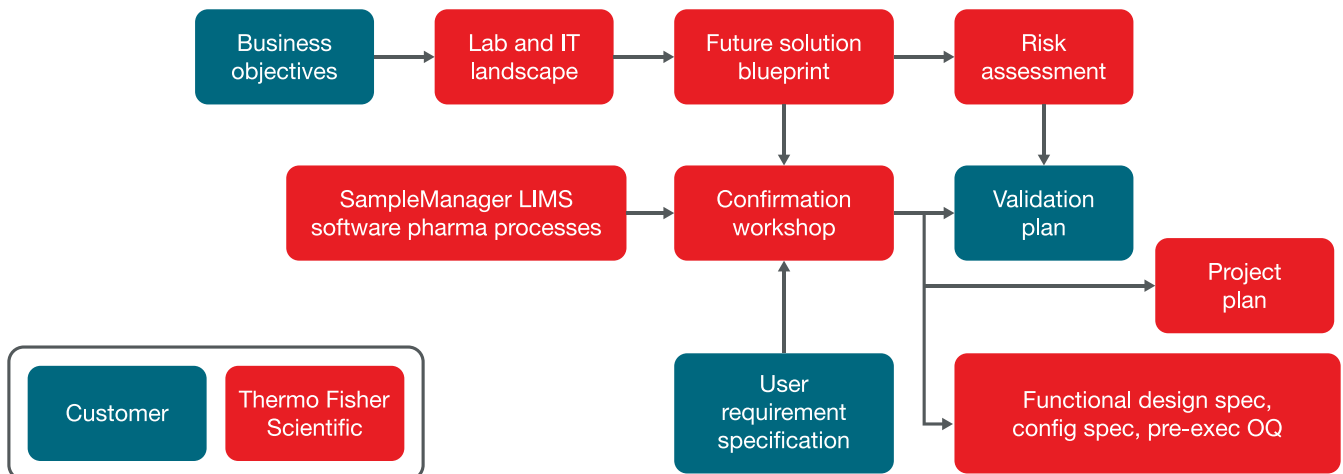 Business
objectives
Lab and IT
landscape
Future solution
blueprint
Risk
assessment
SampleManager LIMS
software pharma processes
Confirmation
workshop
Validation
plan
Project
plan
Customer
Thermo Fisher
Scientific
User
requirement
specification
Functional design spec,
config spec, pre-exec OQ